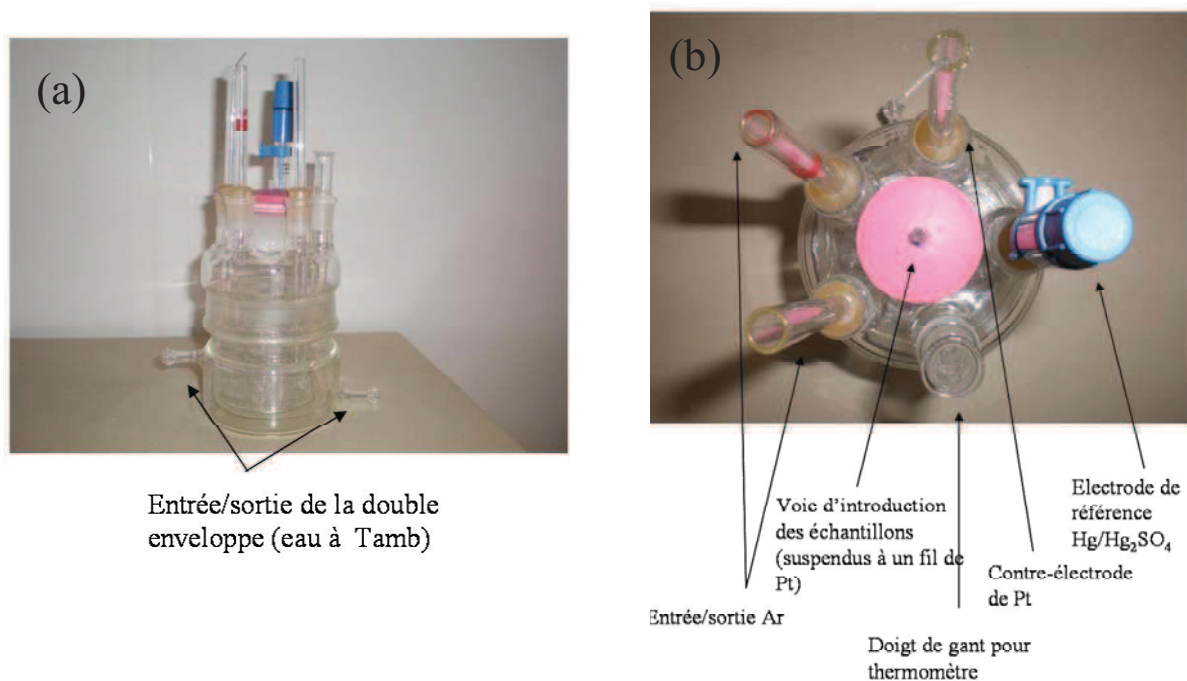 (a)
Entrée/sortie de la double
enveloppe (eau à Tamb)
(b)
Voie d'introduction
des échantillons
(suspendus à un fil de
Pt)
Entrée/sortie Ar
Doigt de gant pour
thermomètre
Contre-électrode
de Pt
Electrode de
référence
Hg/Hg₂SO₄